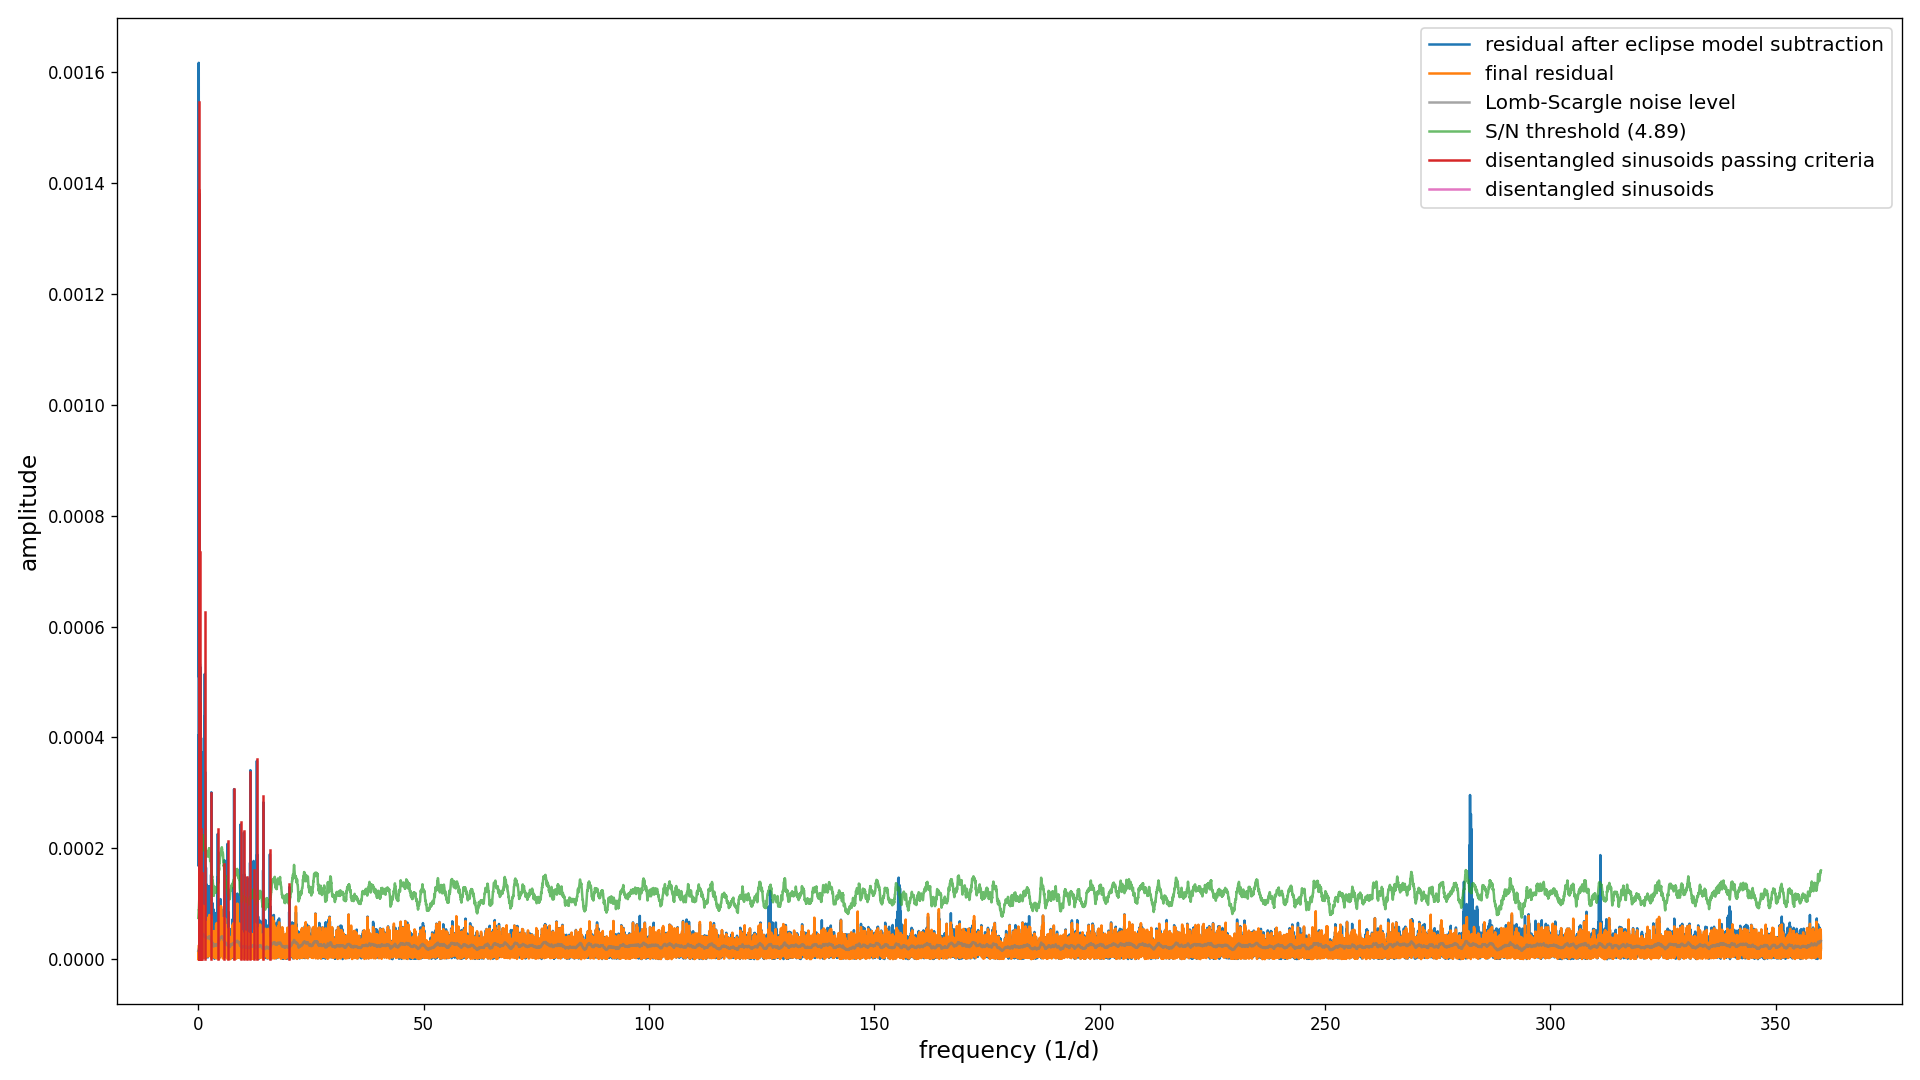 residual after eclipse model subtraction
final residual
Lomb-Scargle noise level
S/N threshold (4.89)
disentangled sinusoids passing criteria
disentangled sinusoids
0.0016
0.0014
0.0012
0.0010
0.0008
0.0006
0.0004
0.0002
0.0000
amplitude
0 50 100 150 200 250 300 350
frequency (1/d)